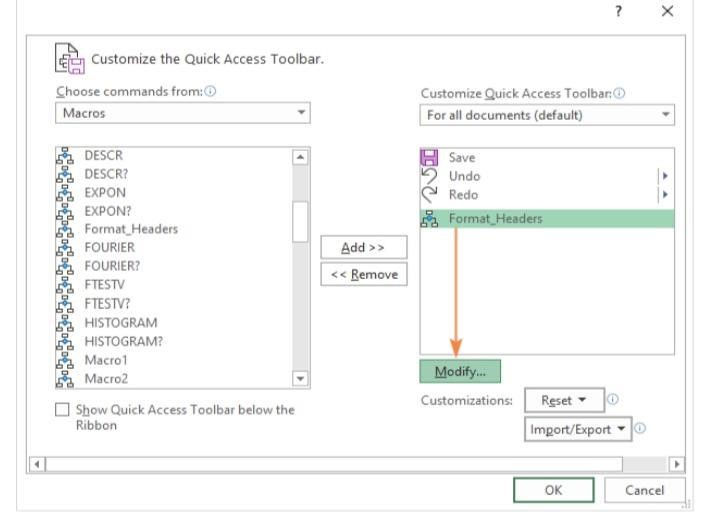 ?
Customize the Quick Access Toolbar.
Choose commands from:
Macros
DESCR
DESCR?
EXPON
EXPON?
Format_Headers
FOURIER
FOURIER?
FTESTV
FTESTV?
HISTOGRAM
HISTOGRAM?
Macro1
Macro2
Show Quick Access Toolbar below the
Ribbon
Add >>
<< Remove
Customize Quick Access Toolbar:
For all documents (default)
Save
Undo
Redo
Format_Headers
Modify...
Customizations:
Reset
Import/Export
OK
Cancel